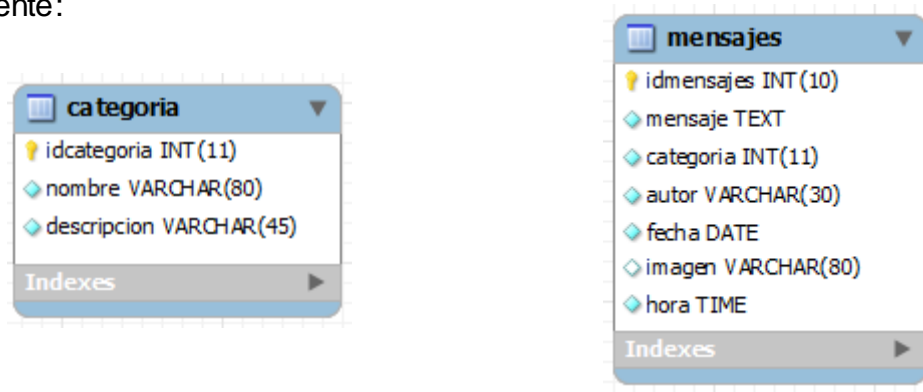 ente:
categoria
idcategoria INT(11)
nombre VARCHAR(80)
descripcion VARCHAR(45)
Indexes
mensajes
idmensajes INT(10)
mensaje TEXT
categoria INT(11)
autor VARCHAR(30)
fecha DATE
imagen VARCHAR(80)
hora TIME
Indexes